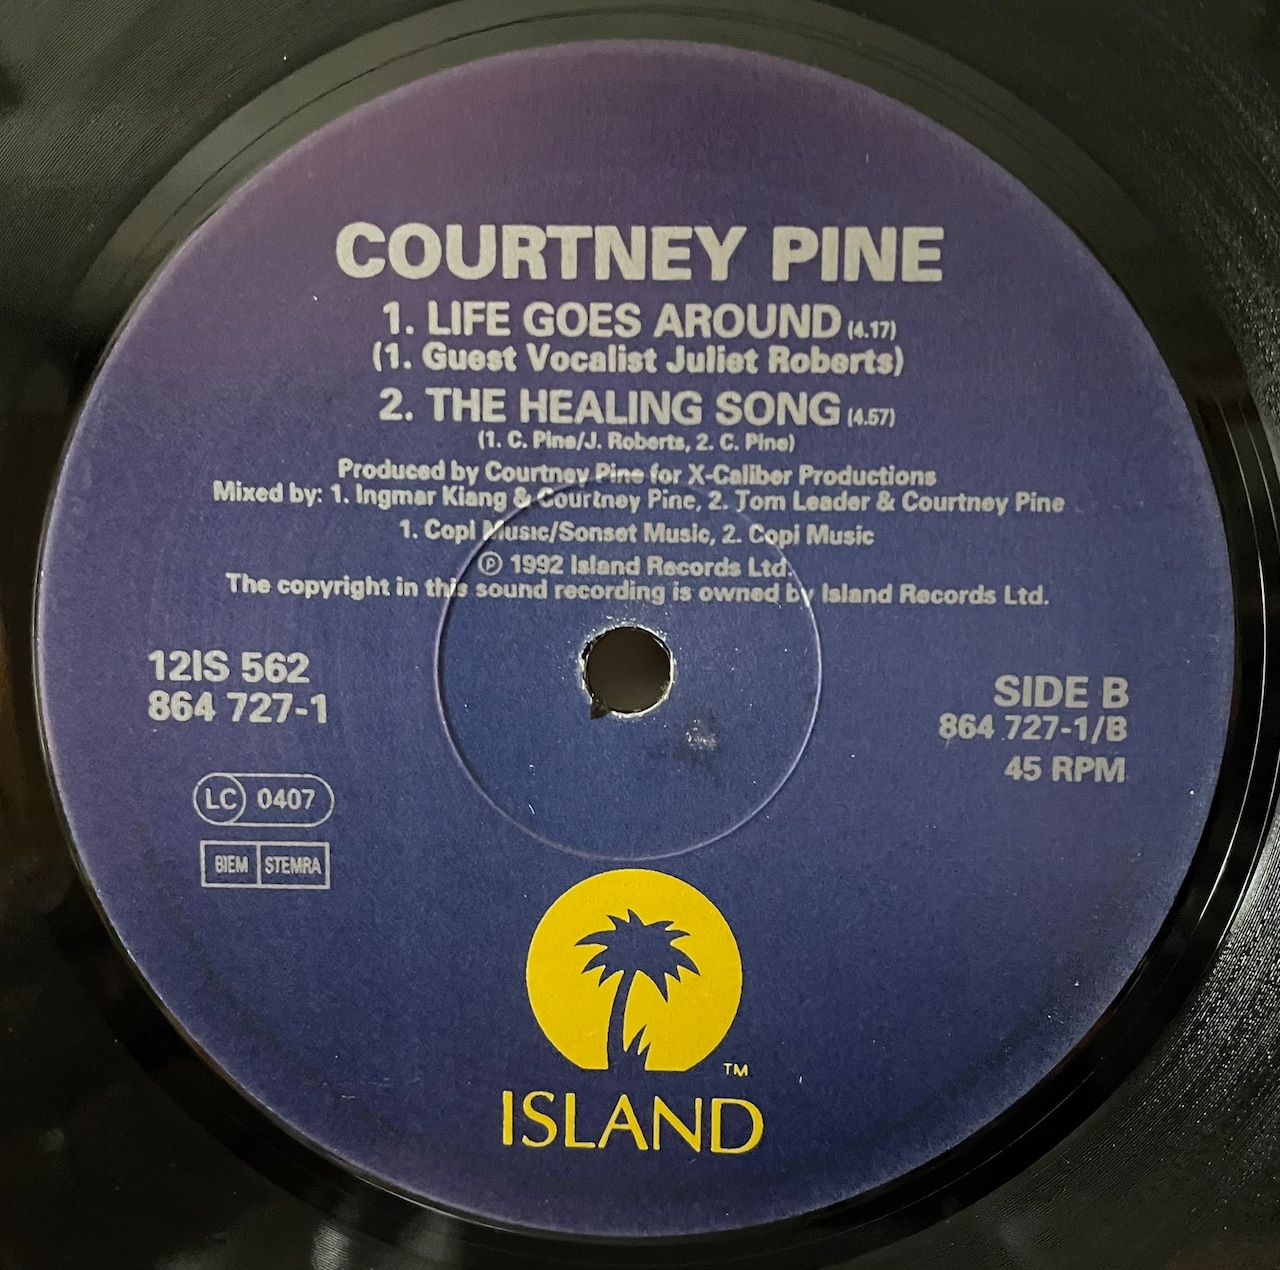 COURTNEY PINE
1. LIFE GOES AROUND (4.17)
(1. Guest Vocalist Juliet Roberts)
2. THE HEALING SONG (4.57)
(1. C. Pine/J. Roberts, 2. C. Pine)
Produced by Courtney Pine for X-Caliber Productions
Mixed by: 1. Ingmar Kiang & Courtney Pine, 2. Tom Leader & Courtney Pine
1. Copi Music/Sonset Music, 2. Copi Music
℗ 1992 Island Records Ltd.
The copyright in this sound recording is owned by Island Records Ltd.
12IS 562
864 727-1
SIDE B
864 727-1/B
45 RPM
LC 0407
BIEM STEMRA
TM
ISLAND